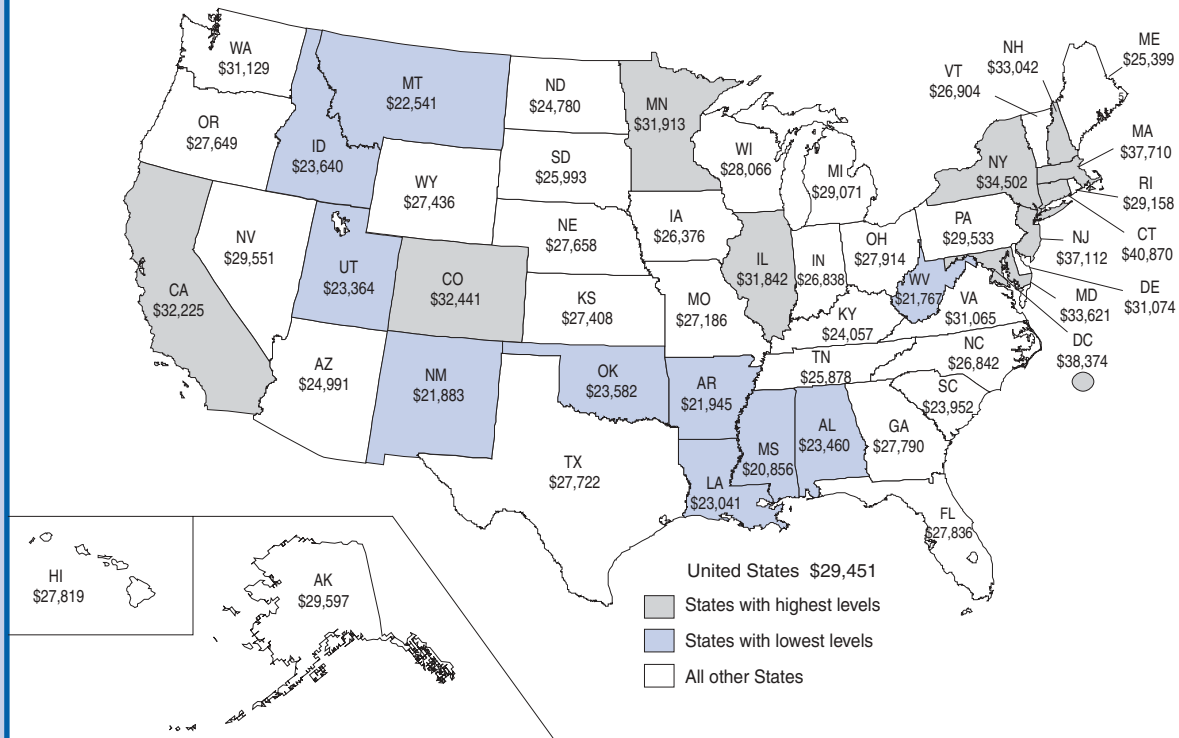 WA
$31,129
MT
$22,541
ND
$24,780
MN
$31,913
VT
$26,904
NH
$33,042
ME
$25,399
OR
$27,649
ID
$23,640
WY
$27,436
SD
$25,993
WI
$28,066
MI
$29,071
NY
$34,502
MA
$37,710
RI
$29,158
CT
$40,870
NJ
$37,112
DE
$31,074
MD
$33,621
DC
$38,374
CA
$32,225
NV
$29,551
UT
$23,364
CO
$32,441
NE
$27,658
IA
$26,376
IL
$31,842
IN
$26,838
OH
$27,914
PA
$29,533
WV
$21,767
VA
$31,065
KS
$27,408
MO
$27,186
KY
$24,057
NC
$26,842
TN
$25,878
SC
$23,952
AZ
$24,991
NM
$21,883
OK
$23,582
AR
$21,945
MS
$20,856
AL
$23,460
GA
$27,790
TX
$27,722
LA
$23,041
FL
$27,836
HI
$27,819
AK
$29,597
United States $29,451
States with highest levels
States with lowest levels
All other States